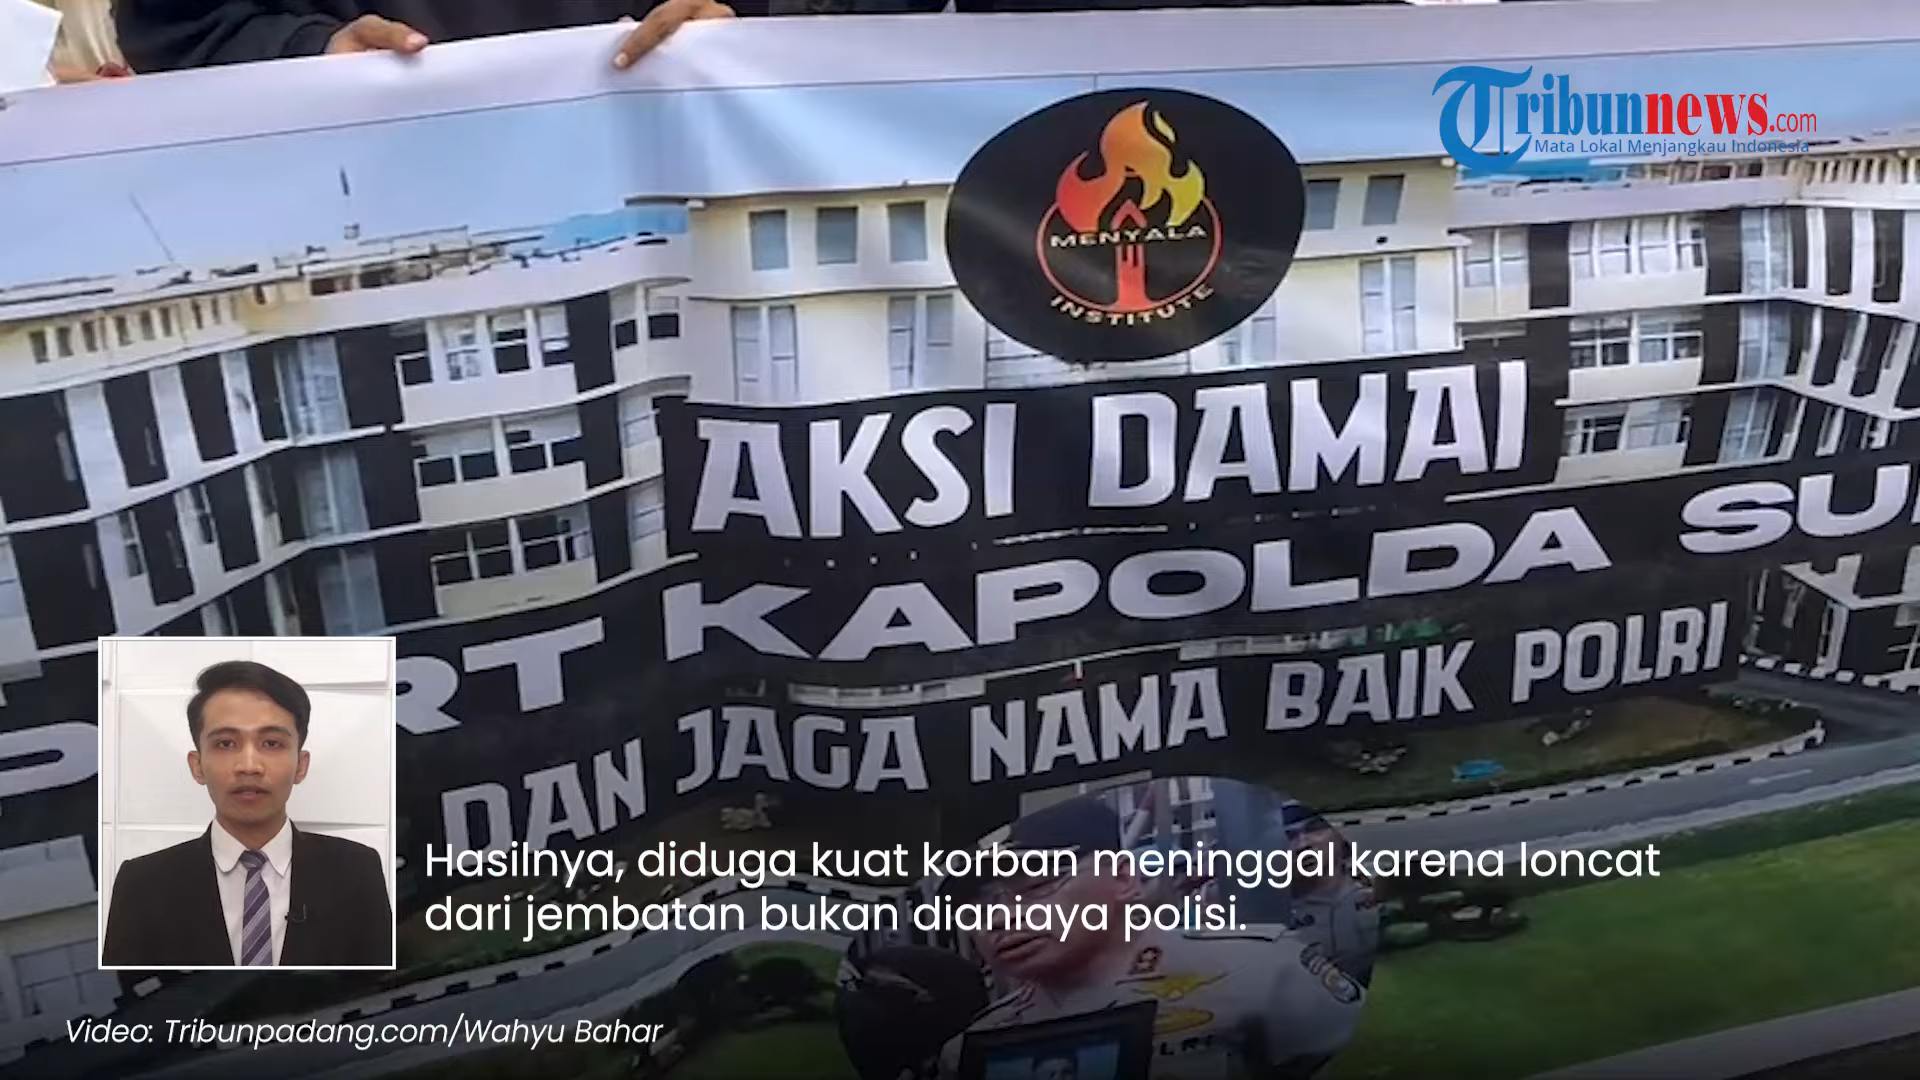 Tribunnews.com
Mata Lokal Menjangkau Indonesia
MENYALA
INSTITUTE
AKSI DAMAI
KAPOLDA
DAN JAGA NAMA BAIK POLRI
Hasilnya, diduga kuat korban meninggal karena loncat
dari jembatan bukan dianiaya polisi.
Video: Tribunpadang.com/Wahyu Bahar